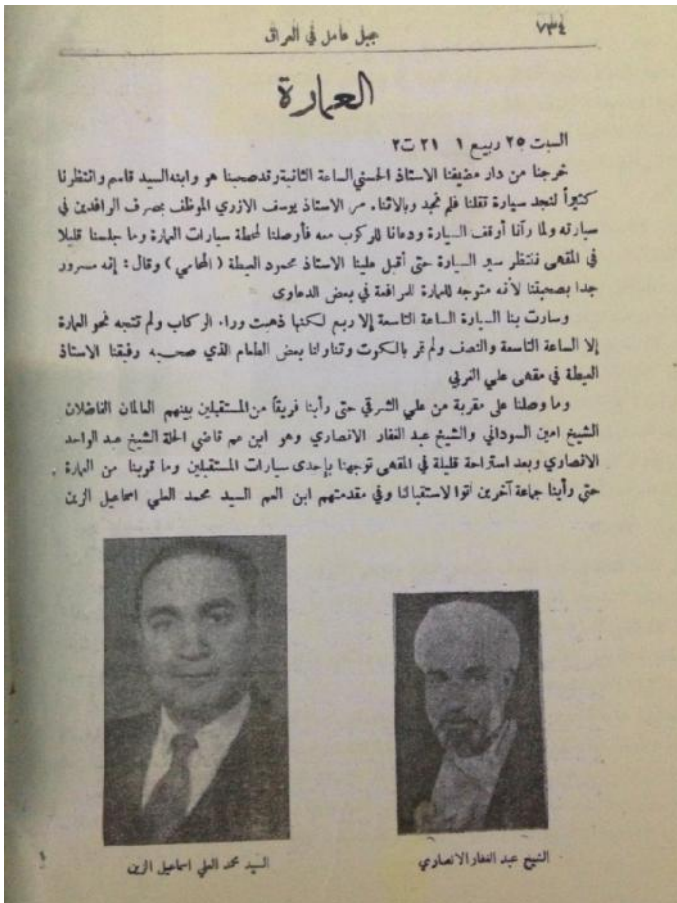 ٧٣٤
جبل عامل في العراق
العمارة
السبت ٢٥ ربيع ١ ٢١ ت٢
خرجنا من دار مضيفنا الاستاذ الحسني الساعة الثانية وقد صحبنا هو وابنه السيد قاسم وانتظرنا
كثيراً لنجد سيارة تقلنا فلم نجد وبالاثنا. مر الاستاذ يوسف الازري الموظف بمصرف الرافدين في
سيارته ولما رآنا أوقف السيارة ودعانا للركوب معه فأوصلنا لمحطة سيارات العمارة وما جلسنا قليلا
في المقهى ننتظر سير السيارة حتى أقبل علينا الاستاذ محمود العبطة (المحامي) وقال: إنه مسرور
جدا بصحبتنا لأنه متوجه للعمارة للمرافعة في بعض الدعاوى
وسارت بنا السيارة الساعة التاسعة إلا ربع لكنها ذهبت وراء الركاب ولم تتجه نحو العمارة
إلا الساعة التاسعة والنصف ولم نمر بالكوت وتناولنا بعض الطعام الذي صحبه رفيقنا الاستاذ
العبطة في مقهى علي الغربي
وما وصلنا على مقربة من علي الشرقي حتى رأينا فريقاً من المستقبلين بينهم العالمان الفاضلان
الشيخ امين السوداني والشيخ عبد الغفار الانصاري وهو ابن عم قاضي الحلة الشيخ عبد الواحد
الانصاري وبعد استراحة قليلة في المقهى توجهنا بإحدى سيارات المستقبلين وما قربنا من العمارة
حتى رأينا جماعة آخرين اتوا لاستقبالنا وفي مقدمتهم ابن العم السيد محمد العلي اسماعيل الزين
الشيخ عبد الغفار الانصاري
السيد محمد العلي اسماعيل الزين